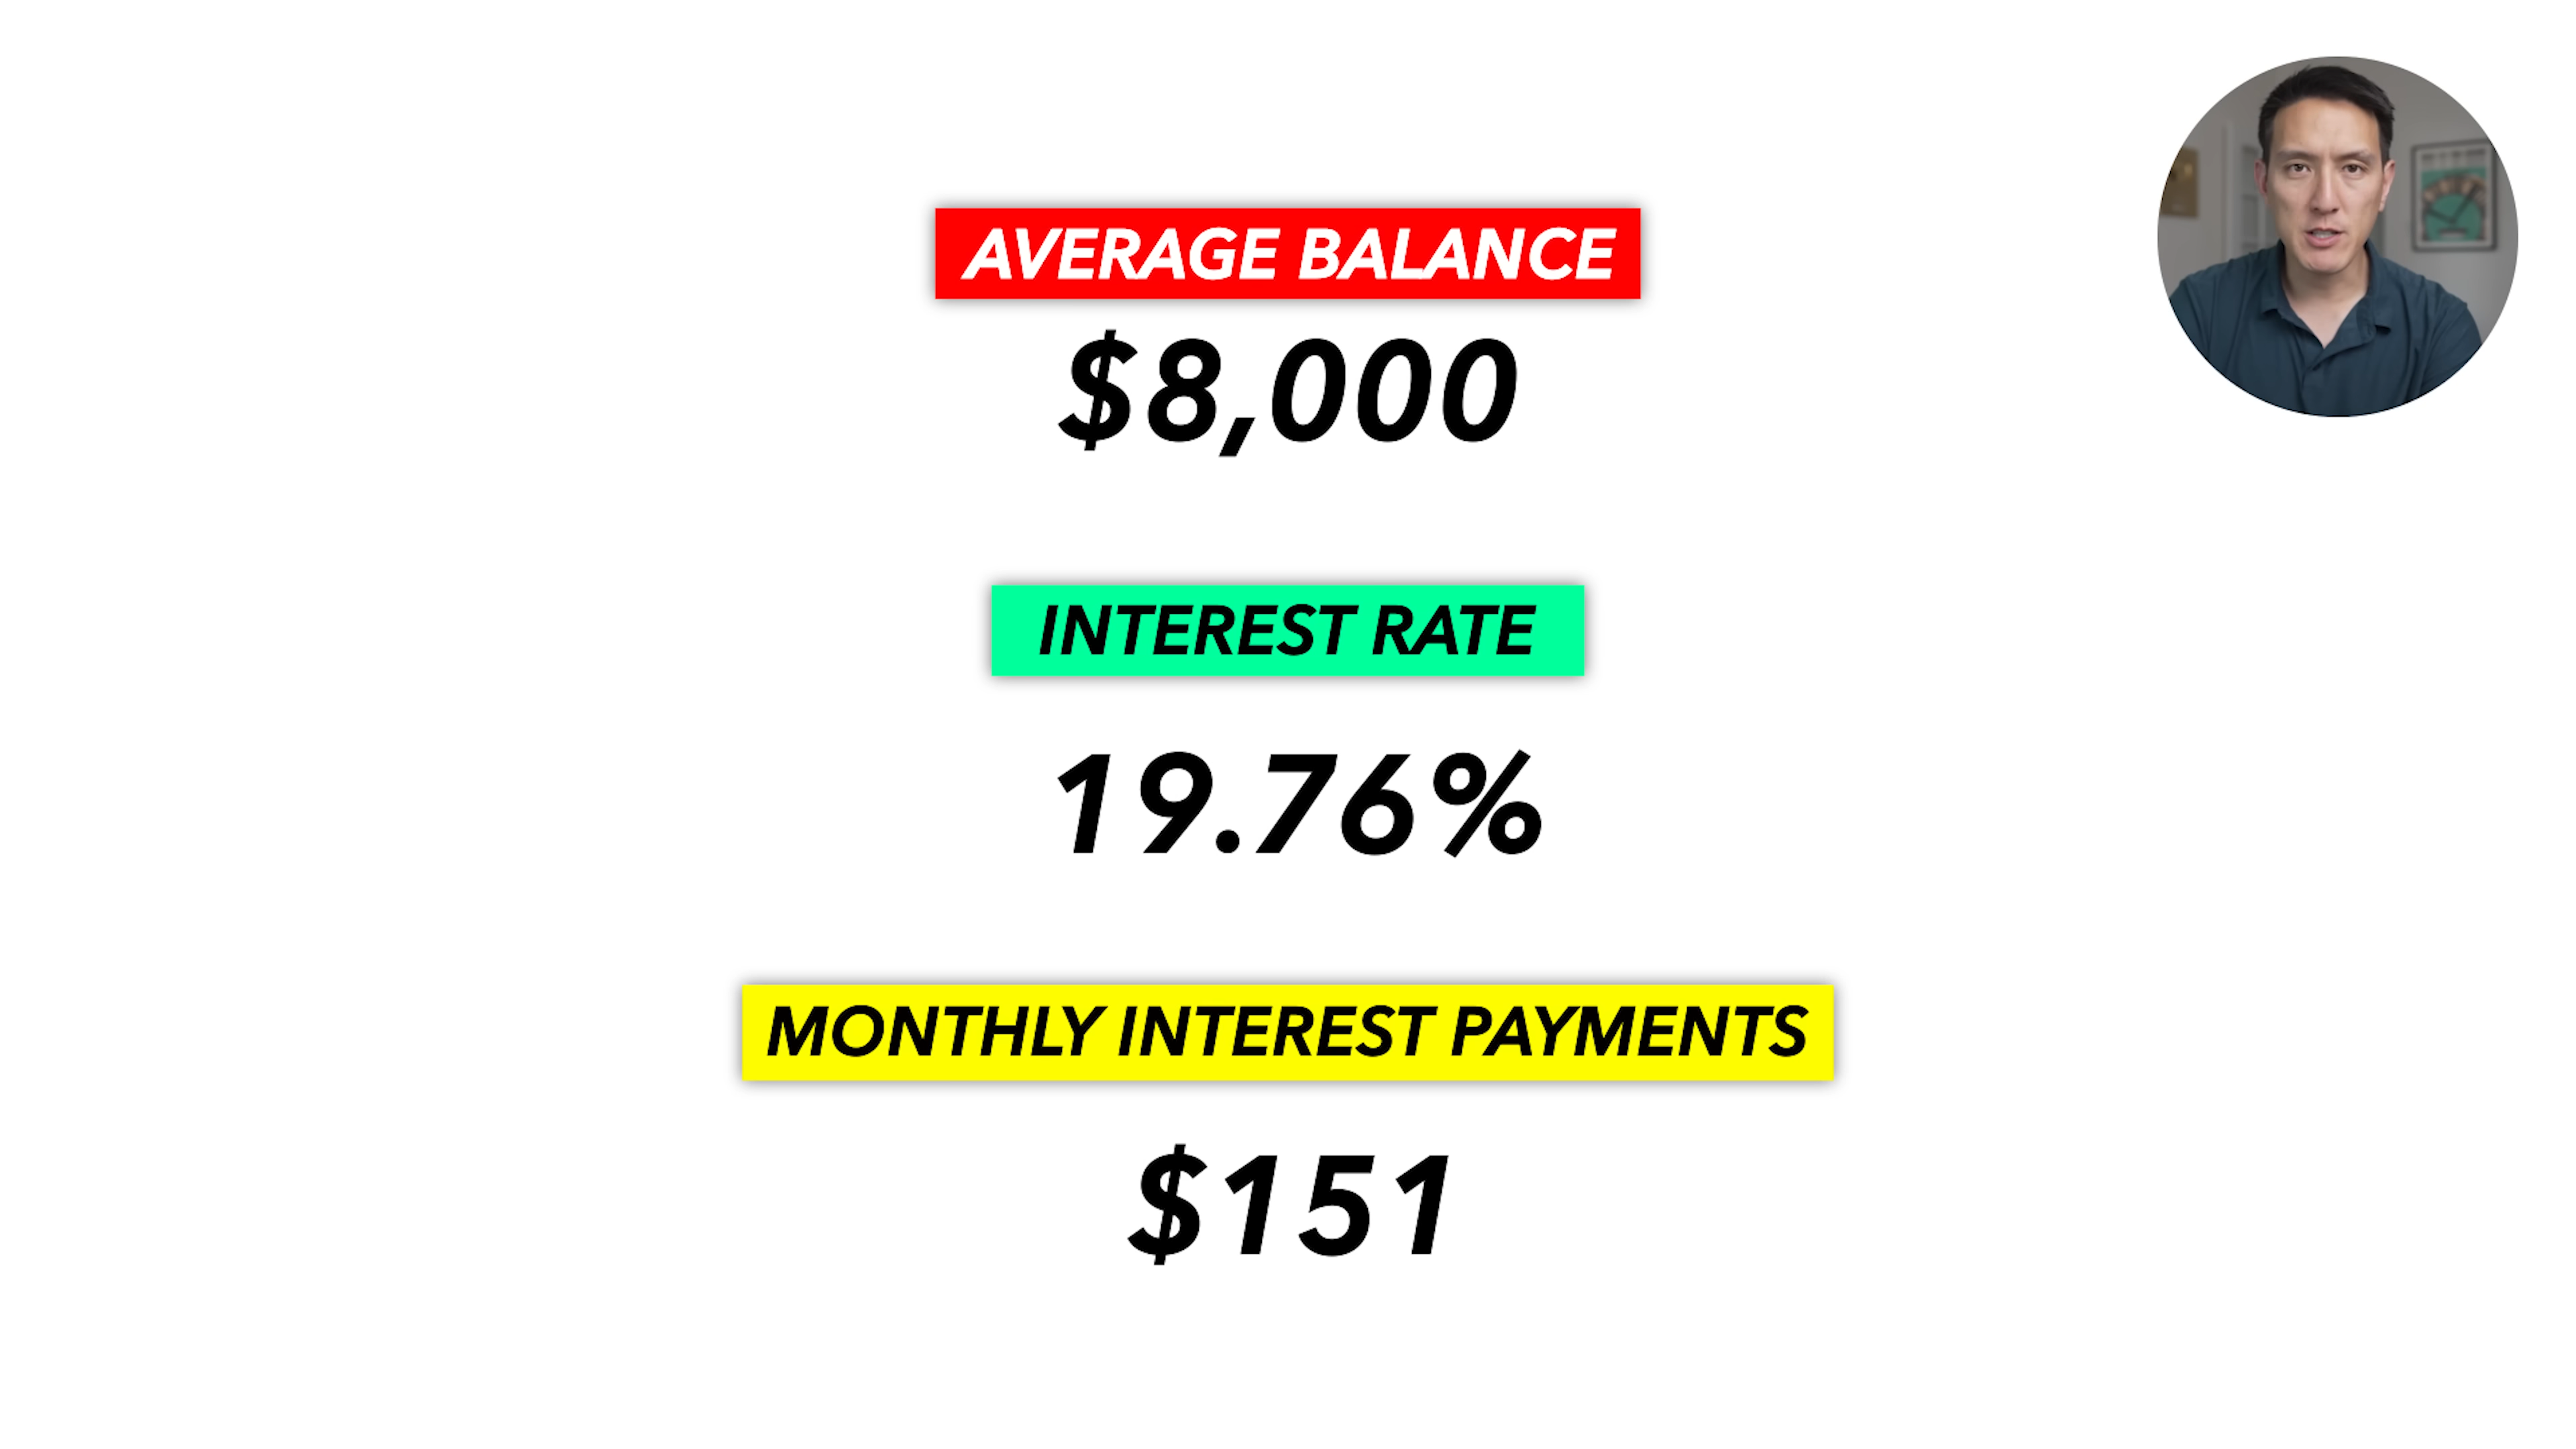 AVERAGE BALANCE
$8,000
INTEREST RATE
19.76%
MONTHLY INTEREST PAYMENTS
$151